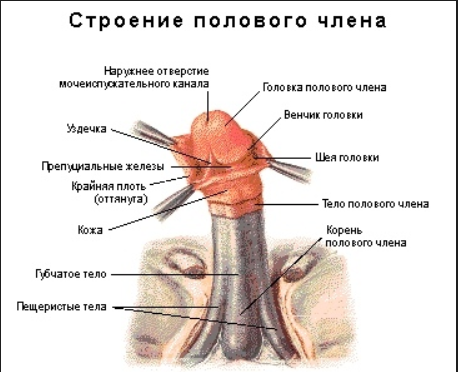 Строение полового члена
Наружнее отверстие
мочеиспускательного канала
Уздечка
Препуциальные железы
Крайняя плоть
(оттянута)
Кожа
Губчатое тело
Пещеристые тела
Головка полового члена
Венчик головки
Шея головки
Тело полового члена
Корень
полового члена